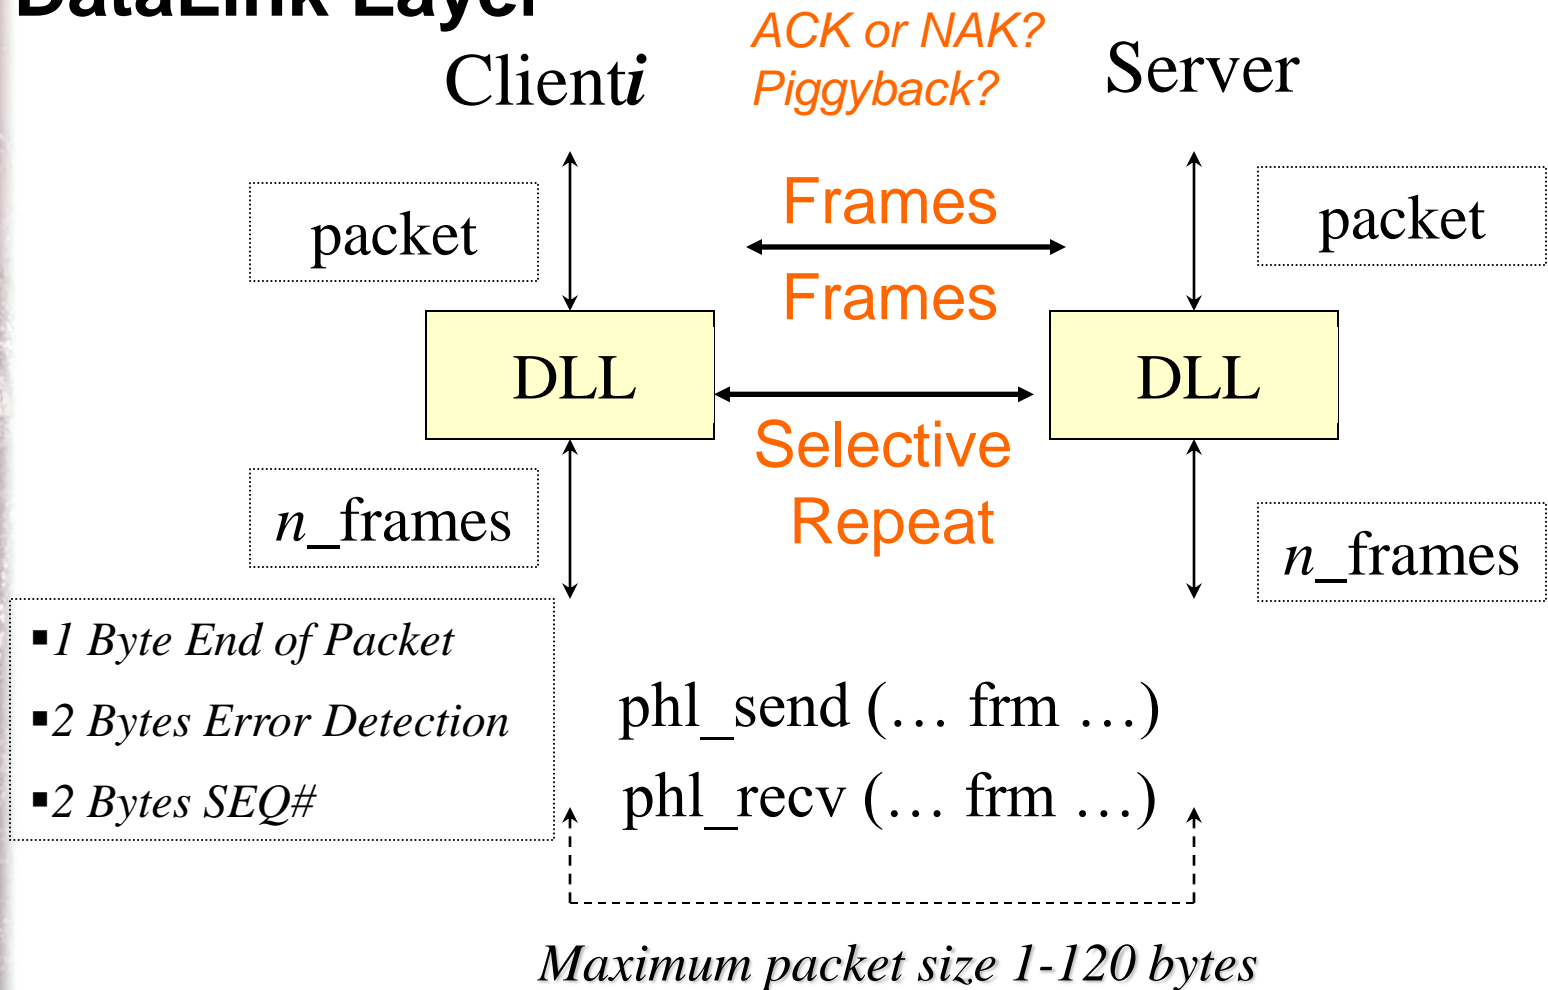 DataLink Layer
ACK or NAK?
Piggyback?
Clienti
Server
packet
Frames
packet
Frames
DLL
DLL
Selective
Repeat
n_frames
n_frames
▪1 Byte End of Packet
▪2 Bytes Error Detection
▪2 Bytes SEQ#
phl_send (… frm …)
phl_recv (… frm …)
Maximum packet size 1-120 bytes